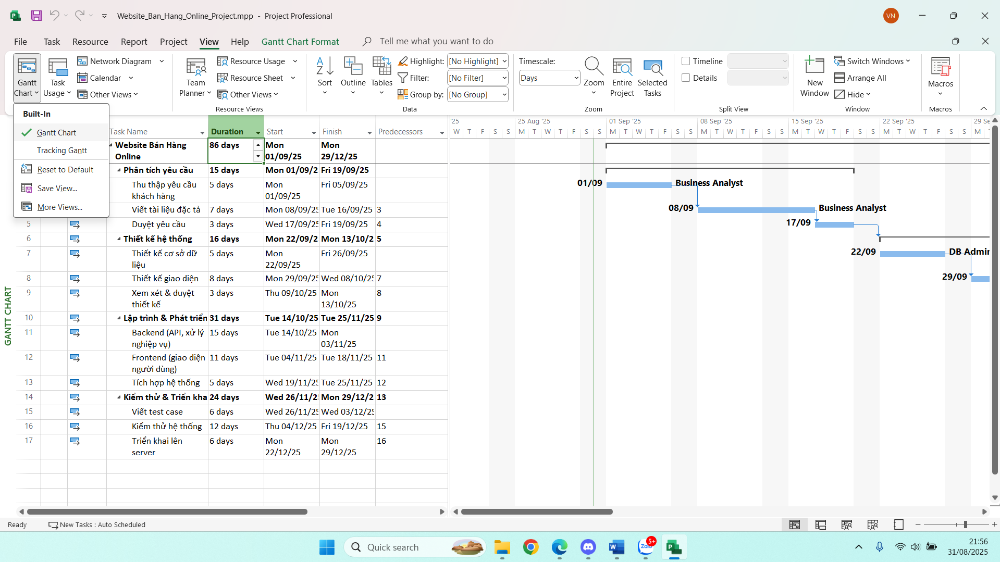 Website_Ban_Hang_Online_Project.mpp - Project Professional
VN
File Task Resource Report Project View Help Gantt Chart Format Tell me what you want to do
Gantt Chart
Task Usage
Network Diagram
Calendar
Other Views
Team Planner
Resource Usage
Resource Sheet
Other Views
Resource Views
Sort
Outline
Tables
Highlight: [No Highlight]
Filter: [No Filter]
Group by: [No Group]
Data
Timescale:
Days
Zoom
Entire Project
Selected Tasks
Zoom
Timeline
Details
Split View
New Window
Switch Windows
Arrange All
Hide
Window
Macros
Macros
Built-In
Gantt Chart
Tracking Gantt
Reset to Default
Save View...
More Views...
GANTT CHART
Task Name Duration Start Finish Predecessors
Website Bán Hàng Online 86 days Mon 01/09/25 Mon 29/12/25
Phân tích yêu cầu 15 days Mon 01/09/2 Fri 19/09/25
Thu thập yêu cầu khách hàng 5 days Mon 01/09/25 Fri 05/09/25
Viết tài liệu đặc tả 7 days Mon 08/09/25 Tue 16/09/25 3
5 Duyệt yêu cầu 3 days Wed 17/09/25 Fri 19/09/25 4
6 Thiết kế hệ thống 16 days Mon 22/09/2 Mon 13/10/2 5
7 Thiết kế cơ sở dữ liệu 5 days Mon 22/09/25 Fri 26/09/25
8 Thiết kế giao diện 8 days Mon 29/09/25 Wed 08/10/25 7
9 Xem xét & duyệt thiết kế 3 days Thu 09/10/25 Mon 13/10/25 8
10 Lập trình & Phát triển 31 days Tue 14/10/25 Tue 25/11/25 9
11 Backend (API, xử lý nghiệp vụ) 15 days Tue 14/10/25 Mon 03/11/25
12 Frontend (giao diện người dùng) 11 days Tue 04/11/25 Tue 18/11/25 11
13 Tích hợp hệ thống 5 days Wed 19/11/25 Tue 25/11/25 12
14 Kiểm thử & Triển kha 24 days Wed 26/11/2 Mon 29/12/2 13
15 Viết test case 6 days Wed 26/11/25 Wed 03/12/25
16 Kiểm thử hệ thống 12 days Thu 04/12/25 Fri 19/12/25 15
17 Triển khai lên server 6 days Mon 22/12/25 Mon 29/12/25 16
'25 25 Aug '25 01 Sep '25 08 Sep '25 15 Sep '25 22 Sep '25 29 Se
W T F S S M T W T F S S M T W T F S S M T W T F S S M T W T F S S M T W T F S S M
01/09 Business Analyst
08/09 Business Analyst
17/09
22/09 DB Admin
29/09
Ready New Tasks : Auto Scheduled
Quick search
Zalo
5+
21:56
31/08/2025